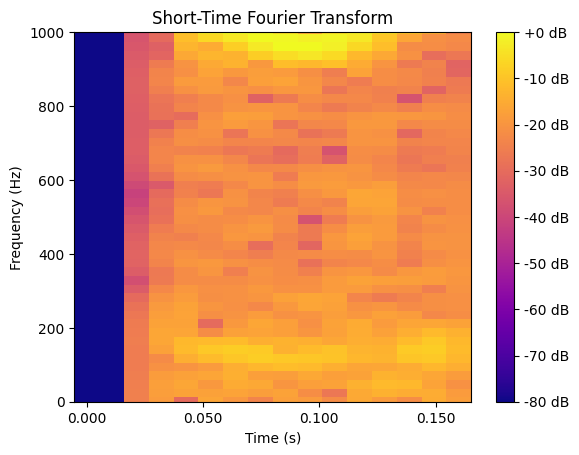 Short-Time Fourier Transform
1000
800
600
400
200
0
Frequency (Hz)
0.000
0.050
0.100
0.150
Time (s)
+0 dB
-10 dB
-20 dB
-30 dB
-40 dB
-50 dB
-60 dB
-70 dB
-80 dB